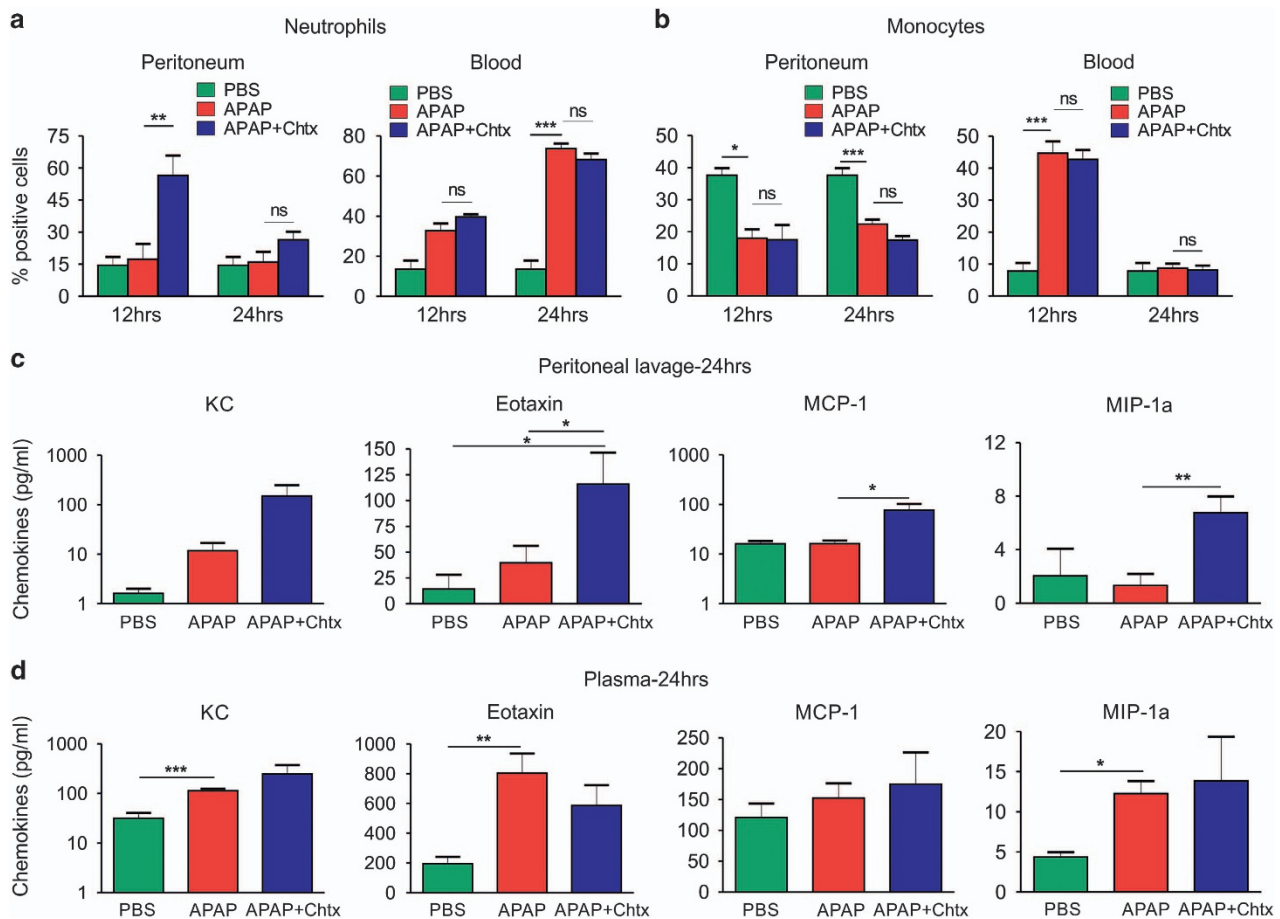 a
Neutrophils
b
Monocytes
Peritoneum
Blood
Peritoneum
Blood
PBS
APAP
APAP+Chtx
PBS
APAP
APAP+Chtx
PBS
APAP
APAP+Chtx
PBS
APAP
APAP+Chtx
% positive cells
75
60
45
30
15
0
**
ns
12hrs
24hrs
80
60
40
20
0
ns
***
ns
12hrs
24hrs
50
40
30
20
10
0
*
ns
***
ns
12hrs
24hrs
50
40
30
20
10
0
***
ns
ns
12hrs
24hrs
c
Peritoneal lavage-24hrs
Chemokines (pg/ml)
KC
1000
100
10
1
PBS
APAP
APAP+Chtx
Eotaxin
150
125
100
75
50
25
0
*
*
PBS
APAP
APAP+Chtx
MCP-1
1000
100
10
1
*
PBS
APAP
APAP+Chtx
MIP-1a
12
8
4
0
**
PBS
APAP
APAP+Chtx
d
Plasma-24hrs
Chemokines (pg/ml)
KC
1000
100
10
1
***
PBS
APAP
APAP+Chtx
Eotaxin
1000
800
600
400
200
0
**
PBS
APAP
APAP+Chtx
MCP-1
250
200
150
100
50
0
PBS
APAP
APAP+Chtx
MIP-1a
20
15
10
5
0
*
PBS
APAP
APAP+Chtx